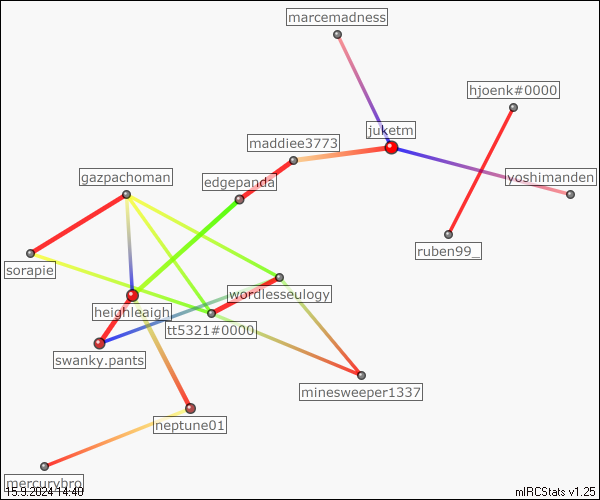 marcemadness
hjoenk#0000
juketm
maddiee3773
gazpachoman
edgepanda
yoshimanden
ruben99_
sorapie
wordlesseulogy
heighleaigh
tt5321#0000
swanky.pants
minesweeper1337
neptune01
mercurybro
15.9.2024 14:40
mIRCStats v1.25